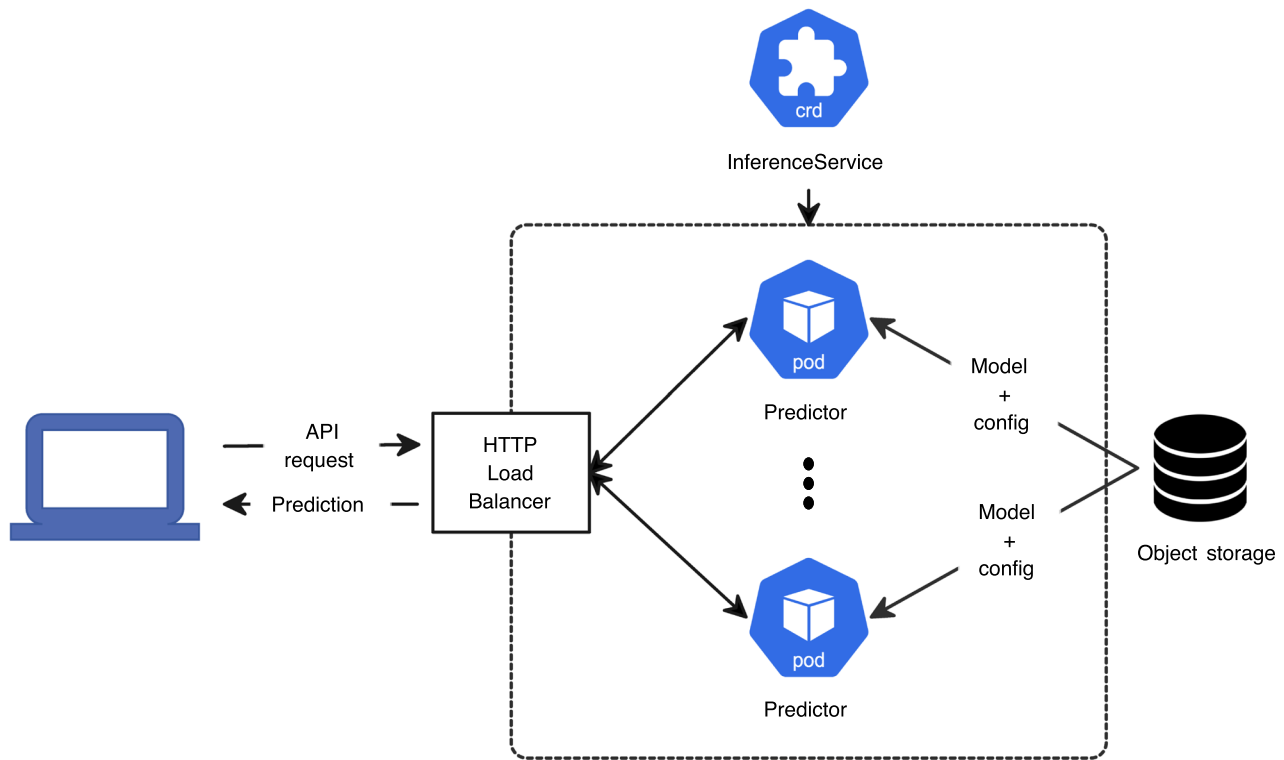 crd
InferenceService
pod
Predictor
Model
+
config
API
request
Prediction
HTTP
Load
Balancer
Model
+
config
Object storage
pod
Predictor